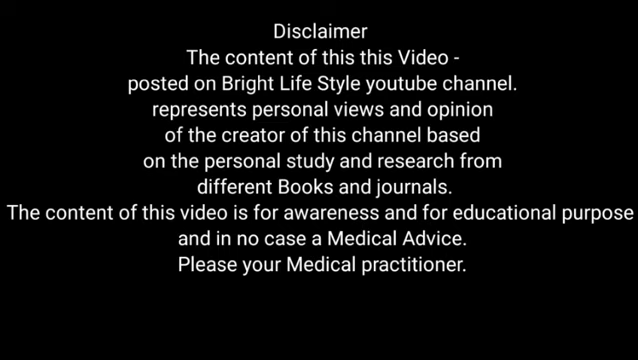 Disclaimer
The content of this this Video -
posted on Bright Life Style youtube channel.
represents personal views and opinion
of the creator of this channel based
on the personal study and research from
different Books and journals.
The content of this video is for awareness and for educational purpose
and in no case a Medical Advice.
Please your Medical practitioner.